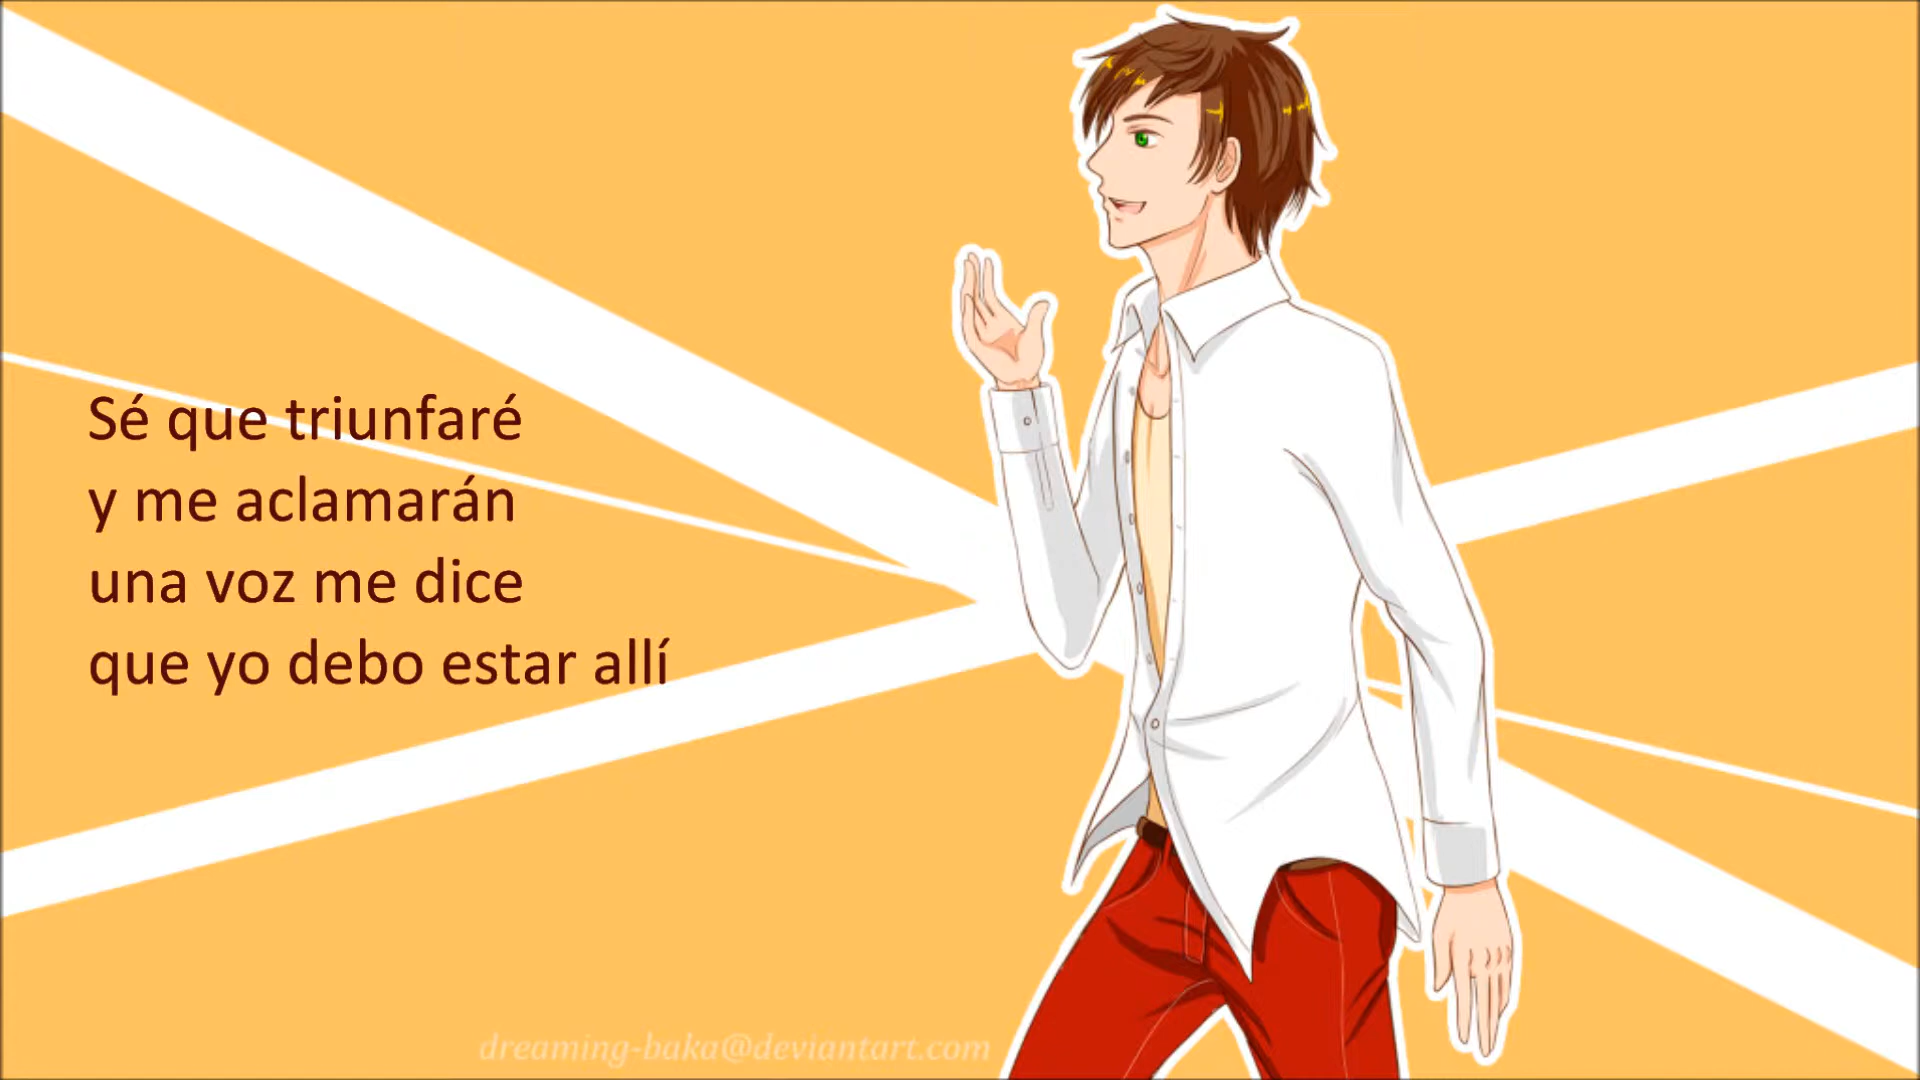 Sé que triunfaré
y me aclamarán
una voz me dice
que yo debo estar allí
dreaming-baka@deviantart.com